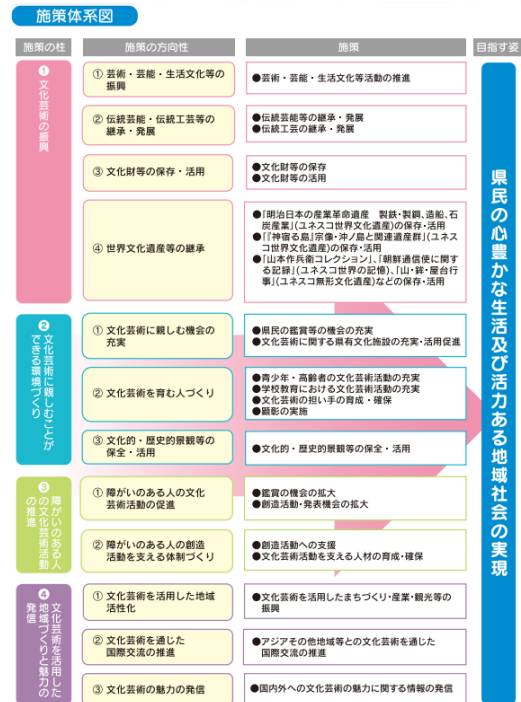 施策体系図
施策の柱
施策の方向性
施策
目指す姿
❶文化芸術の振興
① 芸術・芸能・生活文化等の
振興
●芸術・芸能・生活文化等活動の推進
② 伝統芸能・伝統工芸等の
継承・発展
●伝統芸能等の継承・発展
●伝統工芸の継承・発展
③ 文化財等の保存・活用
●文化財等の保存
●文化財等の活用
④ 世界文化遺産等の継承
●「明治日本の産業革命遺産　製鉄・製鋼、造船、石
炭産業」(ユネスコ世界文化遺産)の保存・活用
●「『神宿る島』宗像・沖ノ島と関連遺産群」(ユネス
コ世界文化遺産)の保存・活用
●「山本作兵衛コレクション」、「朝鮮通信使に関す
る記録」(ユネスコ世界の記憶)、「山・鉾・屋台行
事」(ユネスコ無形文化遺産)などの保存・活用
❷文化芸術に親しむことが
できる環境づくり
① 文化芸術に親しむ機会の
充実
●県民の鑑賞等の機会の充実
●文化芸術に関する県有文化施設の充実・活用促進
② 文化芸術を育む人づくり
●青少年・高齢者の文化芸術活動の充実
●学校教育における文化芸術活動の充実
●文化芸術の担い手の育成・確保
●顕彰の実施
③ 文化的・歴史的景観等の
保全・活用
●文化的・歴史的景観等の保全・活用
❸障がいのある人
の文化芸術活動
の推進
① 障がいのある人の文化
芸術活動の促進
●鑑賞の機会の拡大
●創造活動・発表機会の拡大
② 障がいのある人の創造
活動を支える体制づくり
●創造活動への支援
●文化芸術活動を支える人材の育成・確保
❹文化芸術を活用した
地域づくりと魅力の
発信
① 文化芸術を活用した地域
活性化
●文化芸術を活用したまちづくり・産業・観光等の
振興
② 文化芸術を通じた
国際交流の推進
●アジアその他地域等との文化芸術を通じた
国際交流の推進
③ 文化芸術の魅力の発信
●国内外への文化芸術の魅力に関する情報の発信
県民の心豊かな生活及び活力ある地域社会の実現